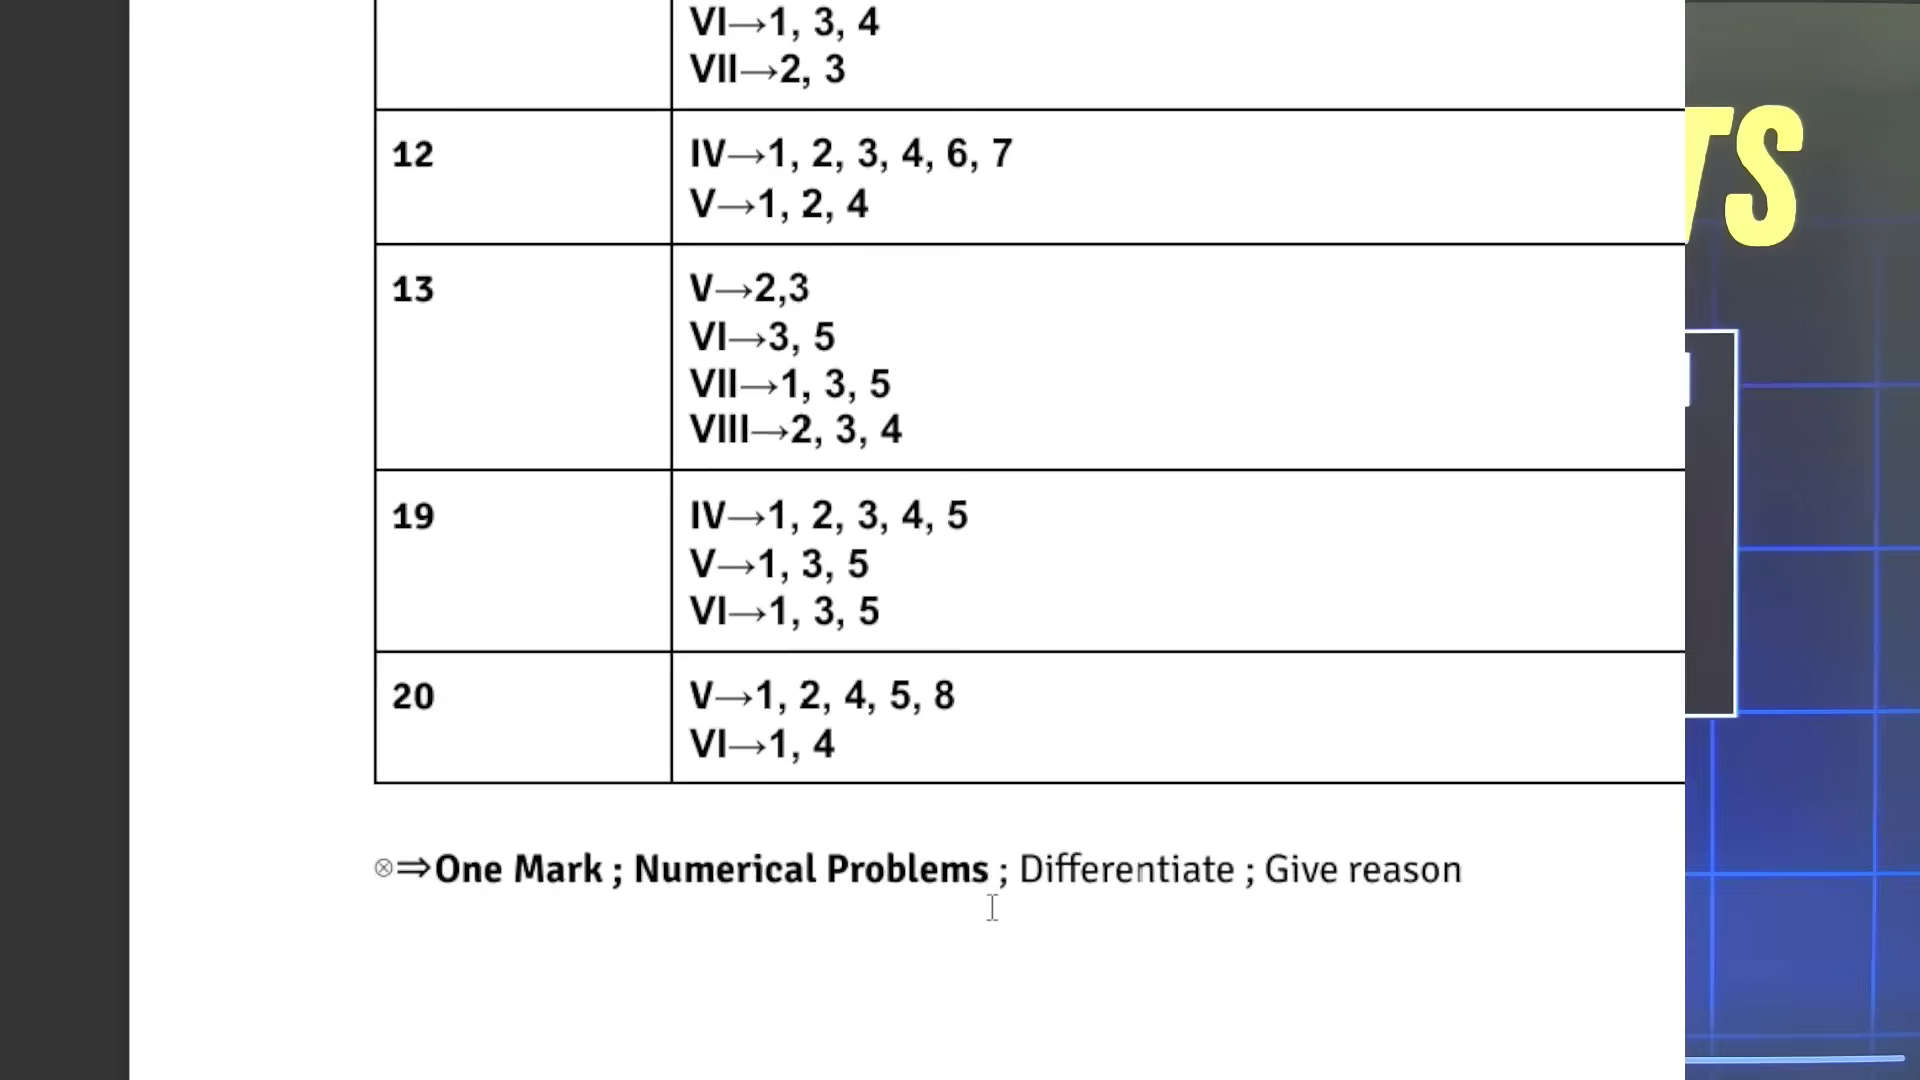 VI→1, 3, 4
VII→2, 3
12
IV→1, 2, 3, 4, 6, 7
V→1, 2, 4
13
V→2,3
VI→3, 5
VII→1, 3, 5
VIII→2, 3, 4
19
IV→1, 2, 3, 4, 5
V→1, 3, 5
VI→1, 3, 5
20
V→1, 2, 4, 5, 8
VI→1, 4
⊗⇒One Mark ; Numerical Problems ; Differentiate ; Give reason
TS